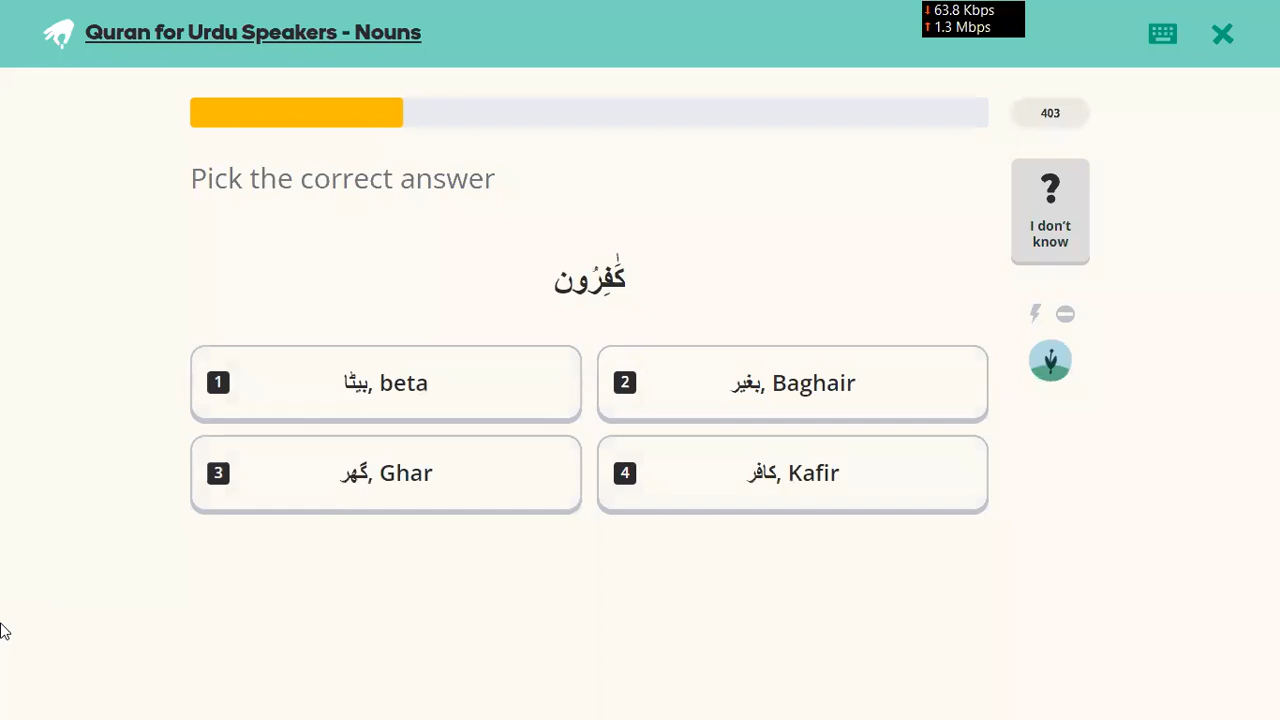 Quran for Urdu Speakers - Nouns
63.8 Kbps
1.3 Mbps
403
Pick the correct answer
?
I don't
know
كَٰفِرُون
1 بیٹا, beta
2 بغیر, Baghair
3 گھر, Ghar
4 کافر, Kafir